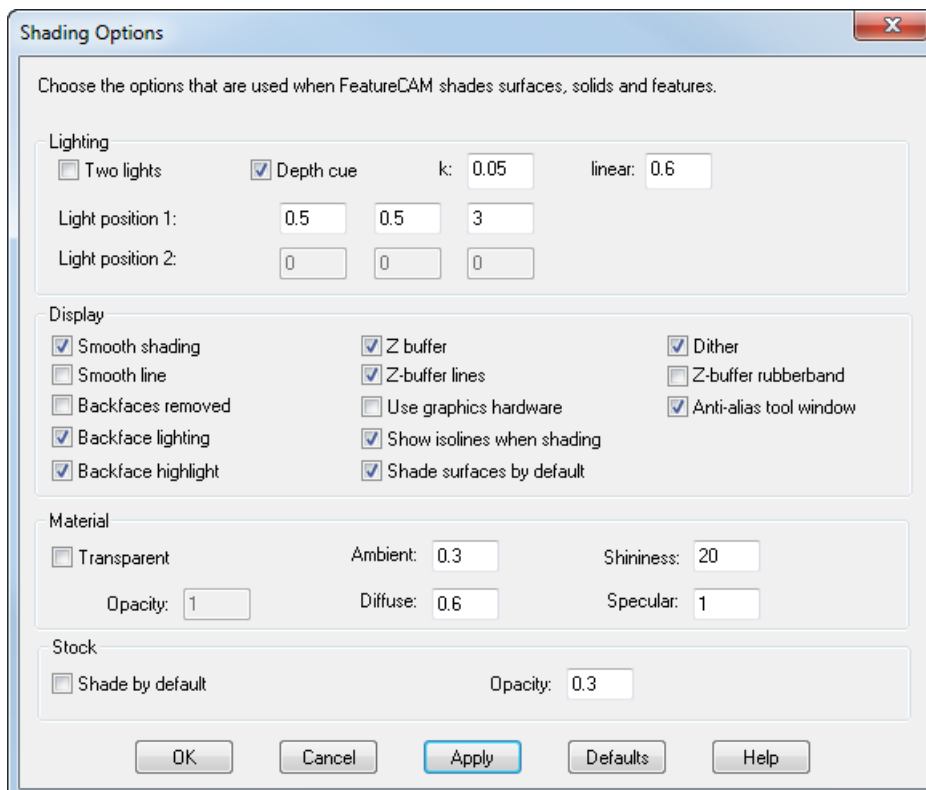 Shading Options
Choose the options that are used when FeatureCAM shades surfaces, solids and features.
Lighting
Two lights Depth cue k: 0.05 linear: 0.6
Light position 1: 0.5 0.5 3
Light position 2: 0 0 0
Display
Smooth shading Z buffer Dither
Smooth line Z-buffer lines Z-buffer rubberband
Backfaces removed Use graphics hardware Anti-alias tool window
Backface lighting Show isolines when shading
Backface highlight Shade surfaces by default
Material
Transparent Ambient: 0.3 Shininess: 20
Opacity: 1 Diffuse: 0.6 Specular: 1
Stock
Shade by default Opacity: 0.3
OK Cancel Apply Defaults Help